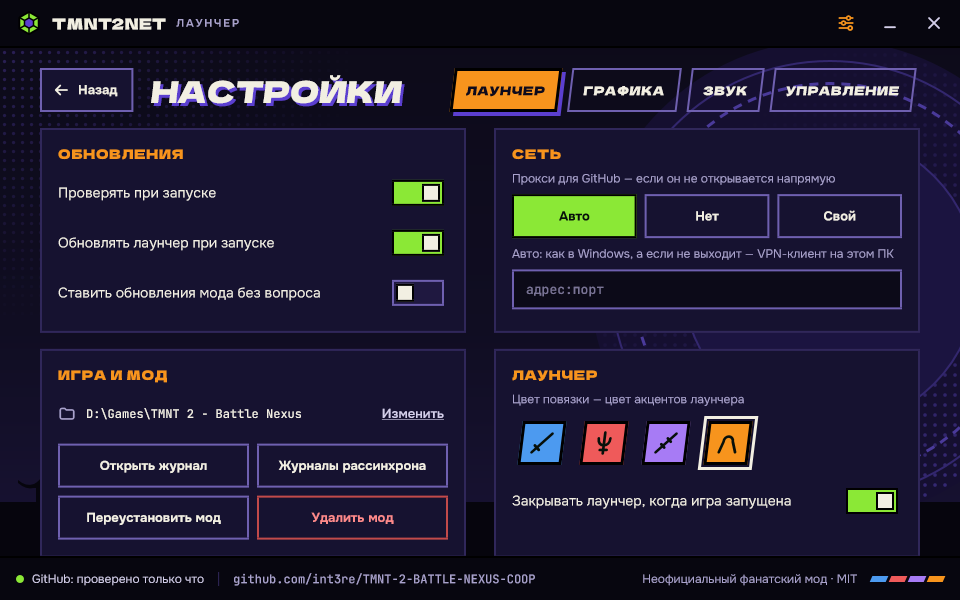 TMNT2NET ЛАУНЧЕР
← Назад
НАСТРОЙКИ
ЛАУНЧЕР
ГРАФИКА
ЗВУК
УПРАВЛЕНИЕ
ОБНОВЛЕНИЯ
Проверять при запуске
Обновлять лаунчер при запуске
Ставить обновления мода без вопроса
СЕТЬ
Прокси для GitHub — если он не открывается напрямую
Авто
Нет
Свой
Авто: как в Windows, а если не выходит — VPN-клиент на этом ПК
адрес:порт
ИГРА И МОД
D:\Games\TMNT 2 - Battle Nexus
Изменить
Открыть журнал
Журналы рассинхрона
Переустановить мод
Удалить мод
ЛАУНЧЕР
Цвет повязки — цвет акцентов лаунчера
Закрывать лаунчер, когда игра запущена
GitHub: проверено только что
github.com/int3re/TMNT-2-BATTLE-NEXUS-COOP
Неофициальный фанатский мод · MIT